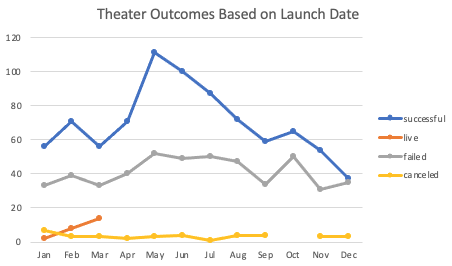 Theater Outcomes Based on Launch Date
120
100
80
60
40
20
0
Jan Feb Mar Apr May Jun Jul Aug Sep Oct Nov Dec
successful
live
failed
canceled